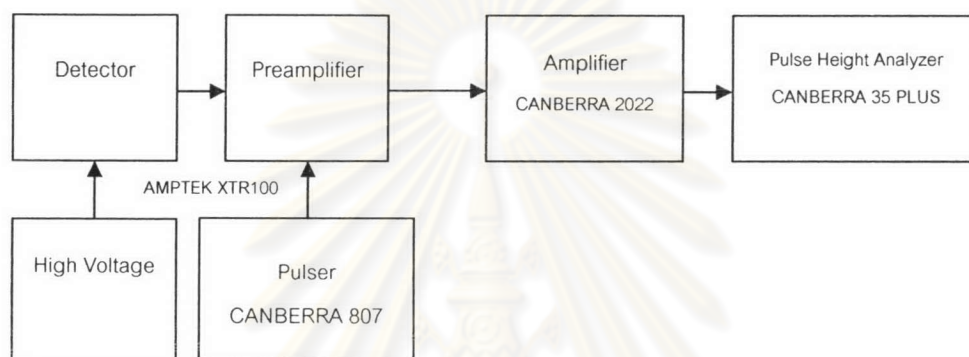 Detector
Preamplifier
Amplifier
CANBERRA 2022
Pulse Height Analyzer
CANBERRA 35 PLUS
AMPTEK XTR100
High Voltage
Pulser
CANBERRA 807